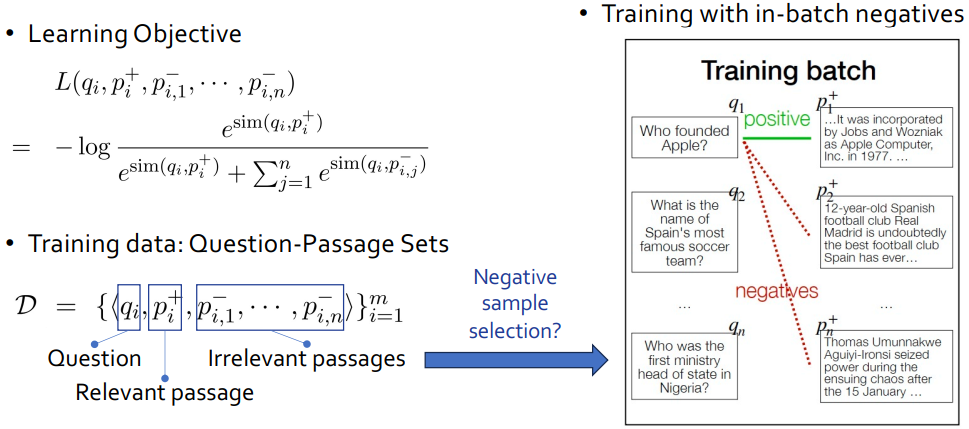 • Learning Objective
L(q_i, p_i^+, p_{i,1}^-, ⋯, p_{i,n}^-)
= −log e^{sim(q_i,p_i^+)} / (e^{sim(q_i,p_i^+)} + ∑_{j=1}^n e^{sim(q_i,p_{i,j}^-)})
• Training data: Question-Passage Sets
𝒟 = {⟨q_i, p_i^+, p_{i,1}^-, ⋯, p_{i,n}^-⟩}_{i=1}^m
Question
Irrelevant passages
Relevant passage
Negative
sample
selection?
• Training with in-batch negatives
Training batch
q_1
positive
p_1^+
Who founded
Apple?
...It was incorporated
by Jobs and Wozniak
as Apple Computer,
Inc. in 1977. ...
q_2
p_2^+
What is the
name of
Spain's most
famous soccer
team?
12-year-old Spanish
football club Real
Madrid is undoubtedly
the best football club
Spain has ever...
negatives
...
...
q_n
p_n^+
Who was the
first ministry
head of state in
Nigeria?
Thomas Umunnakwe
Aguiyi-Ironsi seized
power during the
ensuing chaos after
the 15 January ...